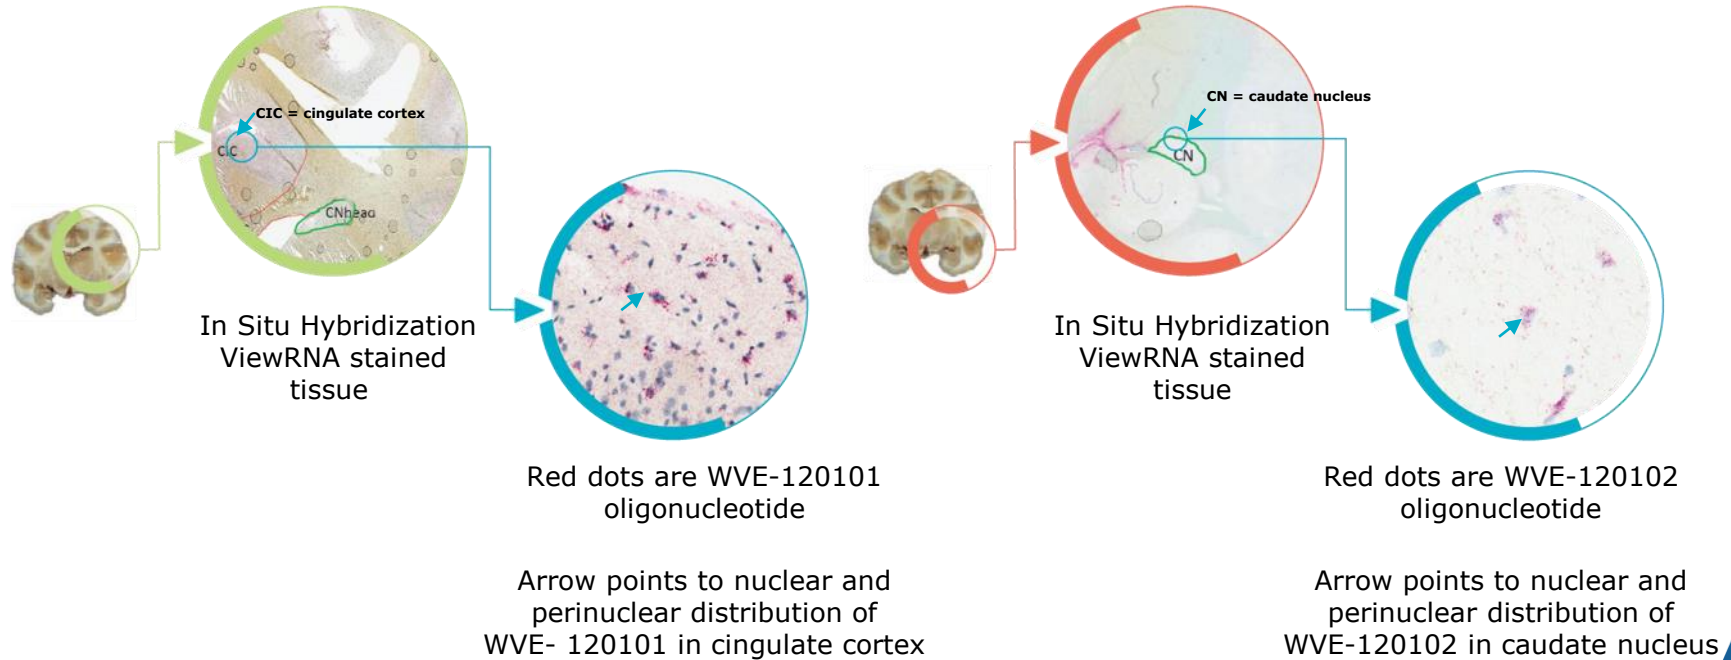 CIC = cingulate cortex
CIC
CNhead
In Situ Hybridization
ViewRNA stained
tissue
Red dots are WVE-120101
oligonucleotide
Arrow points to nuclear and
perinuclear distribution of
WVE- 120101 in cingulate cortex
CN = caudate nucleus
CN
In Situ Hybridization
ViewRNA stained
tissue
Red dots are WVE-120102
oligonucleotide
Arrow points to nuclear and
perinuclear distribution of
WVE-120102 in caudate nucleus